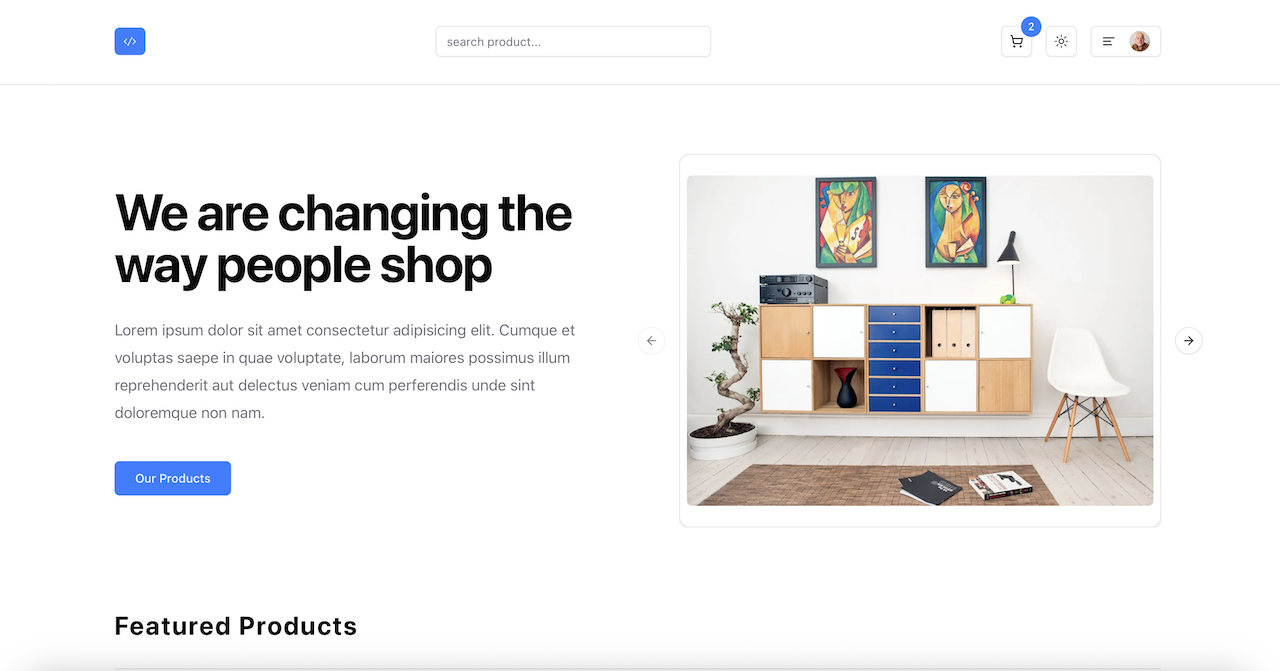 </>
search product...
2
We are changing the
way people shop
Lorem ipsum dolor sit amet consectetur adipisicing elit. Cumque et
voluptas saepe in quae voluptate, laborum maiores possimus illum
reprehenderit aut delectus veniam cum perferendis unde sint
doloremque non nam.
Our Products
Featured Products